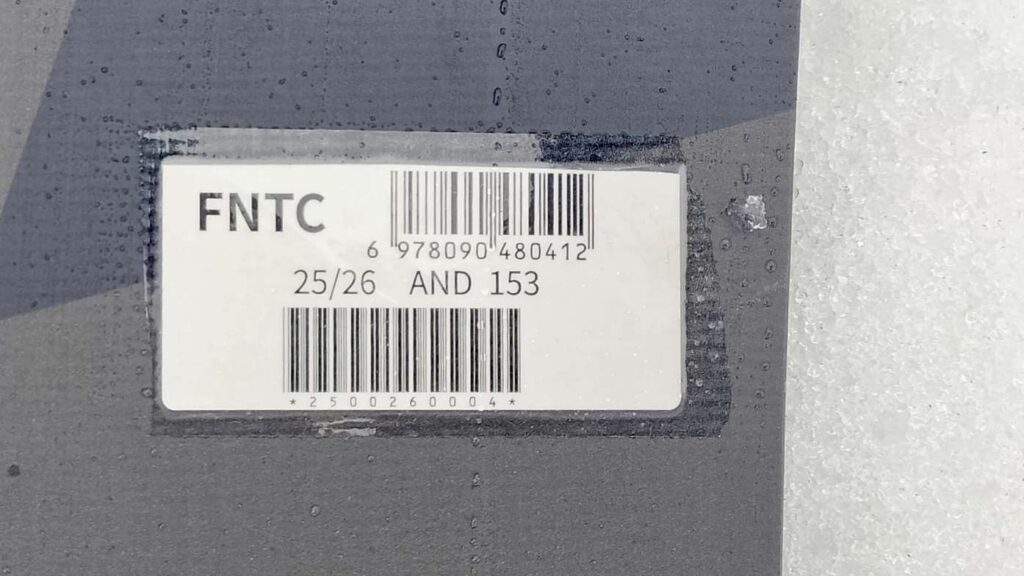 FNTC
6 978090 480412
25/26 AND 153
*2500260004*